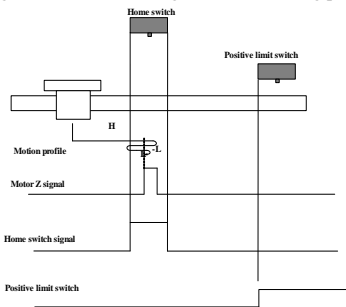 Home switch
Positive limit switch
H
-L
Motion profile
Motor Z signal
Home switch signal
Positive limit switch